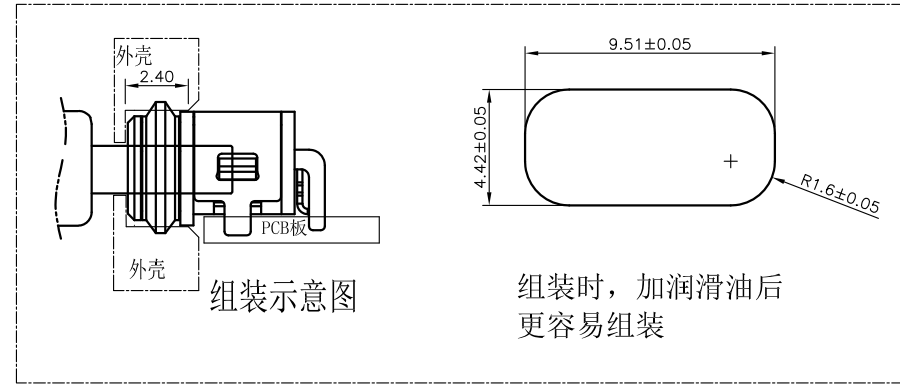 外壳
2.40
PCB板
外壳
组装示意图
9.51±0.05
4.42±0.05
R1.6±0.05
组装时，加润滑油后
更容易组装